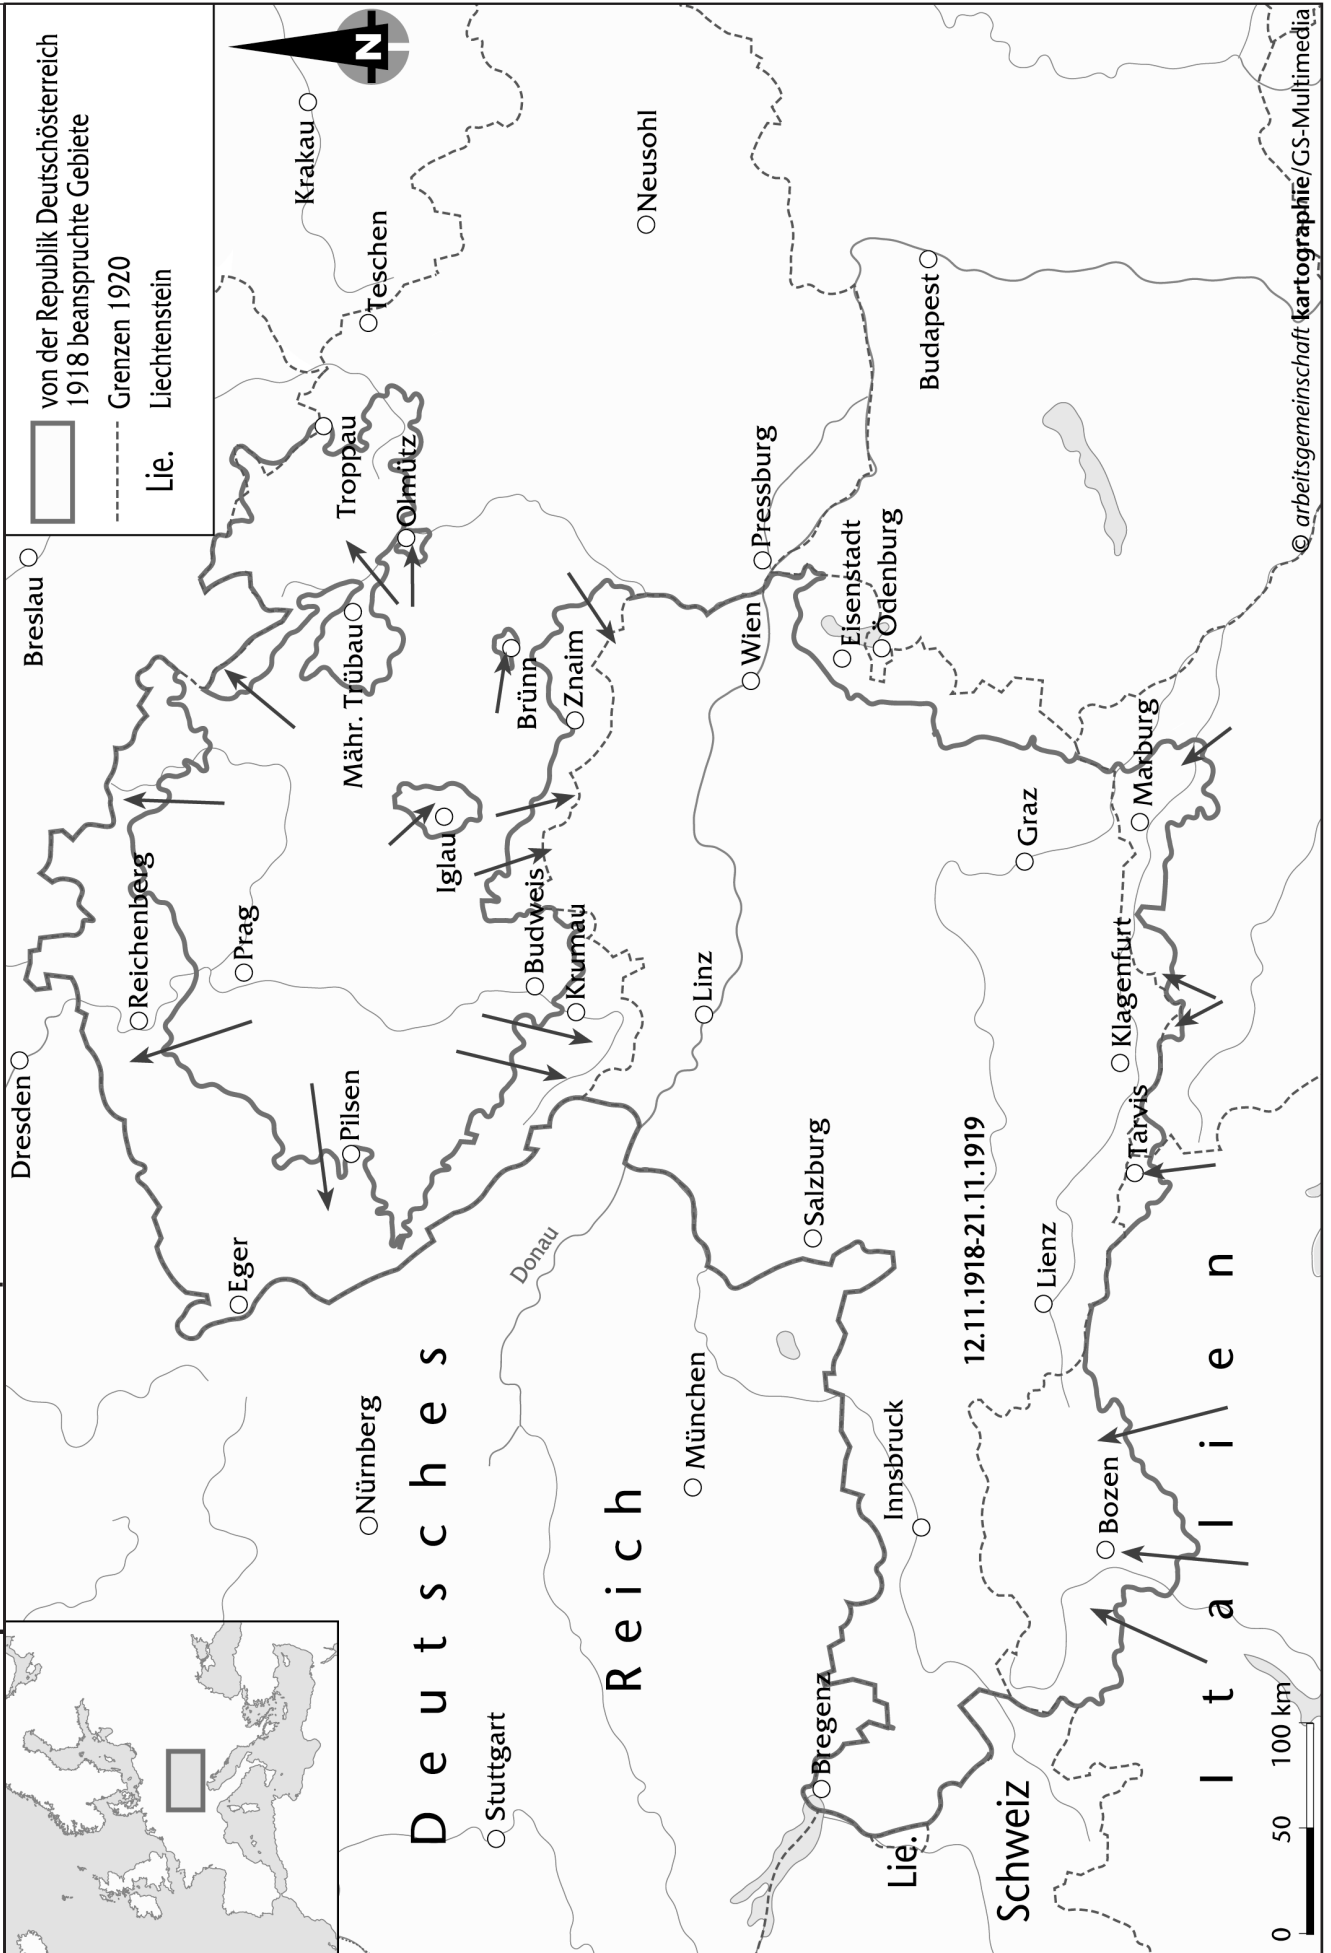 von der Republik Deutschösterreich
1918 beanspruchte Gebiete
Grenzen 1920
Lie.
Liechtenstein
N
Dresden
Breslau
Krakau
Reichenberg
Teschen
Eger
Prag
Troppau
Mähr. Trübau
Olmütz
Nürnberg
Pilsen
Iglau
Deutsches
Stuttgart
Brünn
Budweis
Znaim
Krumau
Donau
Neusohl
Reich
München
Linz
Wien
Pressburg
Salzburg
Bregenz
Eisenstadt
Ödenburg
Innsbruck
Lie.
Budapest
12.11.1918-21.11.1919
Schweiz
Lienz
Graz
Bozen
Tarvis
Klagenfurt
Marburg
Italien
0
50
100 km
© arbeitsgemeinschaft kartographie/GS-Multimedia